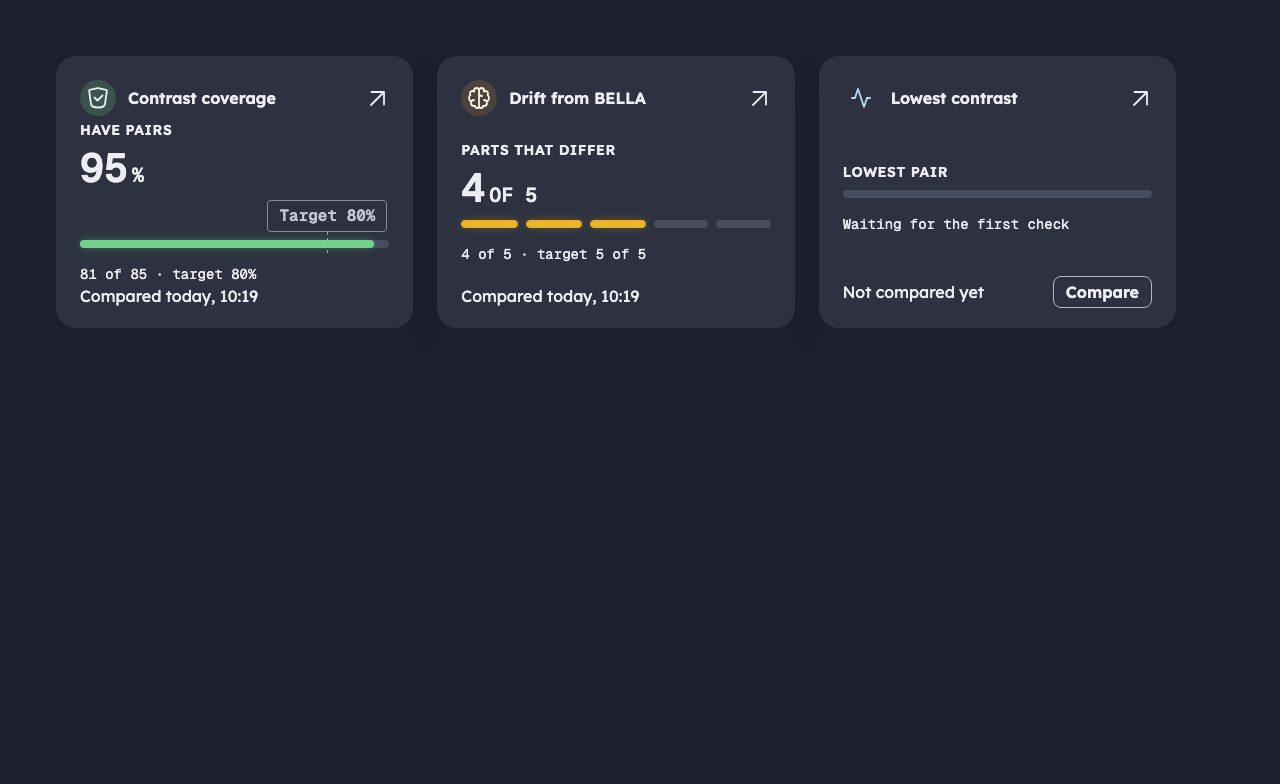 Contrast coverage
HAVE PAIRS
95 %
Target 80%
81 of 85 · target 80%
Compared today, 10:19
Drift from BELLA
PARTS THAT DIFFER
4 OF 5
4 of 5 · target 5 of 5
Compared today, 10:19
Lowest contrast
LOWEST PAIR
Waiting for the first check
Not compared yet
Compare